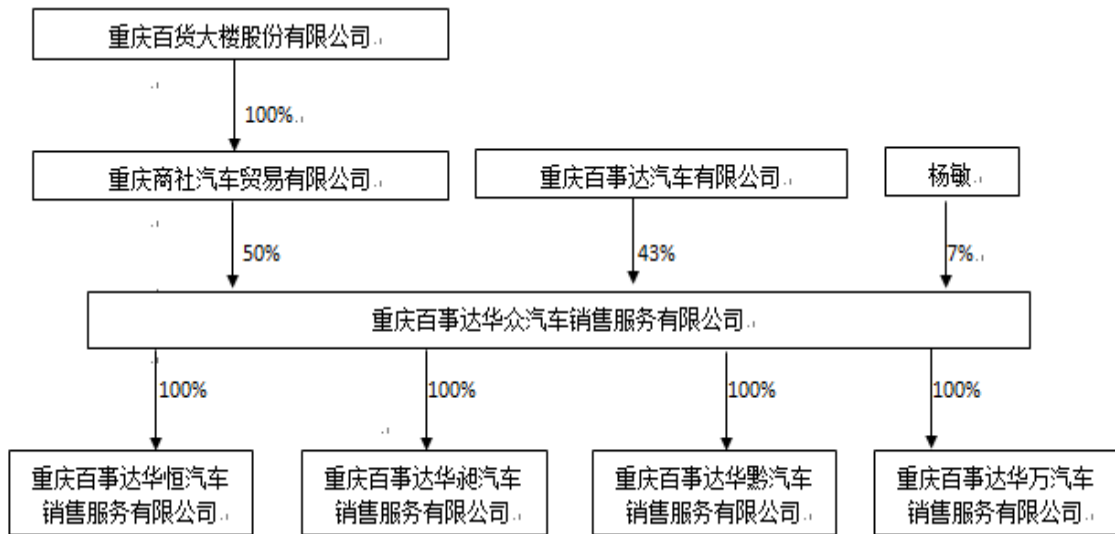 重庆百货大楼股份有限公司
100%
重庆商社汽车贸易有限公司
重庆百事达汽车有限公司
杨敏
50%
43%
7%
重庆百事达华众汽车销售服务有限公司
100%
100%
100%
100%
重庆百事达华恒汽车
销售服务有限公司
重庆百事达华昶汽车
销售服务有限公司
重庆百事达华黔汽车
销售服务有限公司
重庆百事达华万汽车
销售服务有限公司